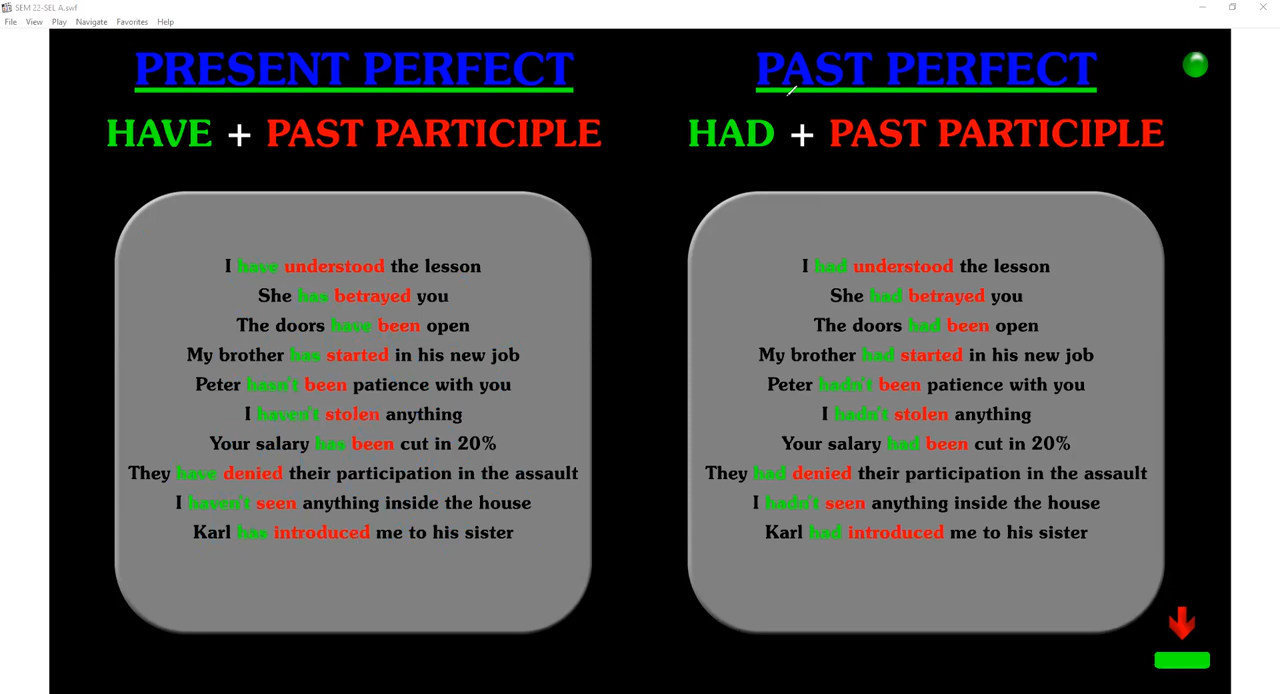 SEM 22-SEL A.swf
File View Play Navigate Favorites Help
PRESENT PERFECT
HAVE + PAST PARTICIPLE
I have understood the lesson
She has betrayed you
The doors have been open
My brother has started in his new job
Peter hasn't been patience with you
I haven't stolen anything
Your salary has been cut in 20%
They have denied their participation in the assault
I haven't seen anything inside the house
Karl has introduced me to his sister
PAST PERFECT
HAD + PAST PARTICIPLE
I had understood the lesson
She had betrayed you
The doors had been open
My brother had started in his new job
Peter hadn't been patience with you
I hadn't stolen anything
Your salary had been cut in 20%
They had denied their participation in the assault
I hadn't seen anything inside the house
Karl had introduced me to his sister